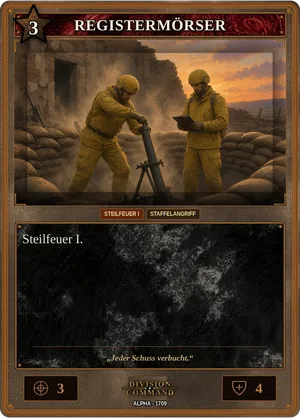 3
REGISTERMÖRSER
STEILFEUER I
STAFFELANGRIFF
Steilfeuer I.
„Jeder Schuss verbucht.“
3
DIVISION
COMMAND
ALPHA - 1709
4